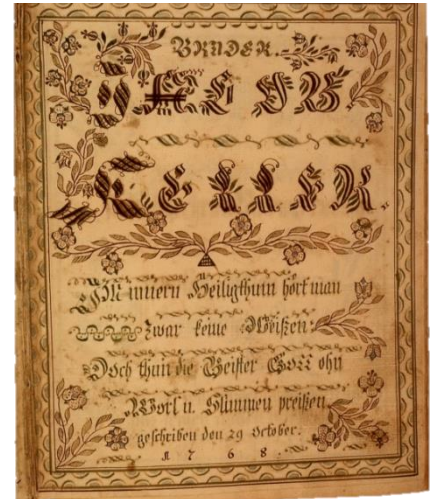 BRUDER.
JACOB
KELLER.
IM innern Heiligthum hört man
zwar keine Weißen:
Doch thun die Geister Gott ohn
Wort u. Stimmen preißen
geschriben den 29 October.
A 1768.